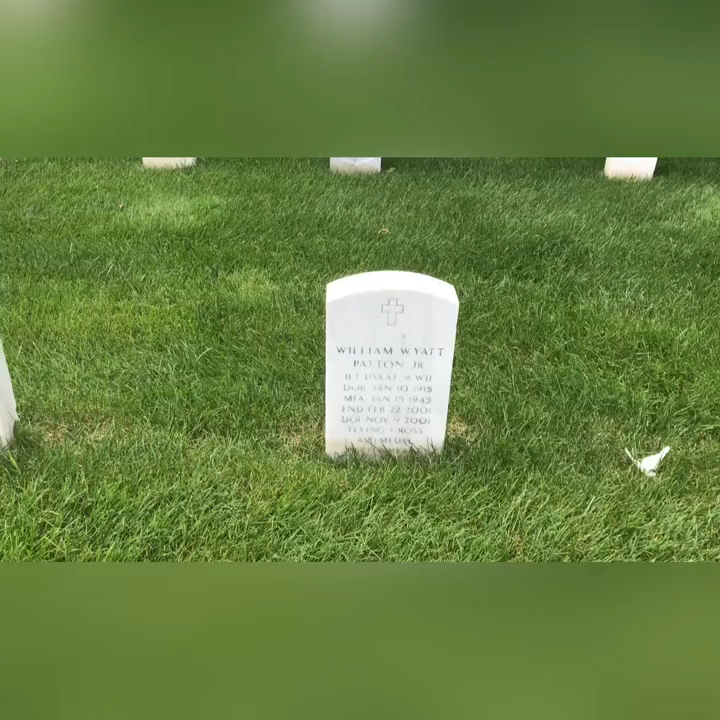 WILLIAM WYATT
PATTON JR
1LT USAAF WWII
DOB JAN 10 1918
MIA JAN 15 1945
FND FEB 22 2001
DOI NOV 9 2001
FLYING CROSS
AIR MEDAL